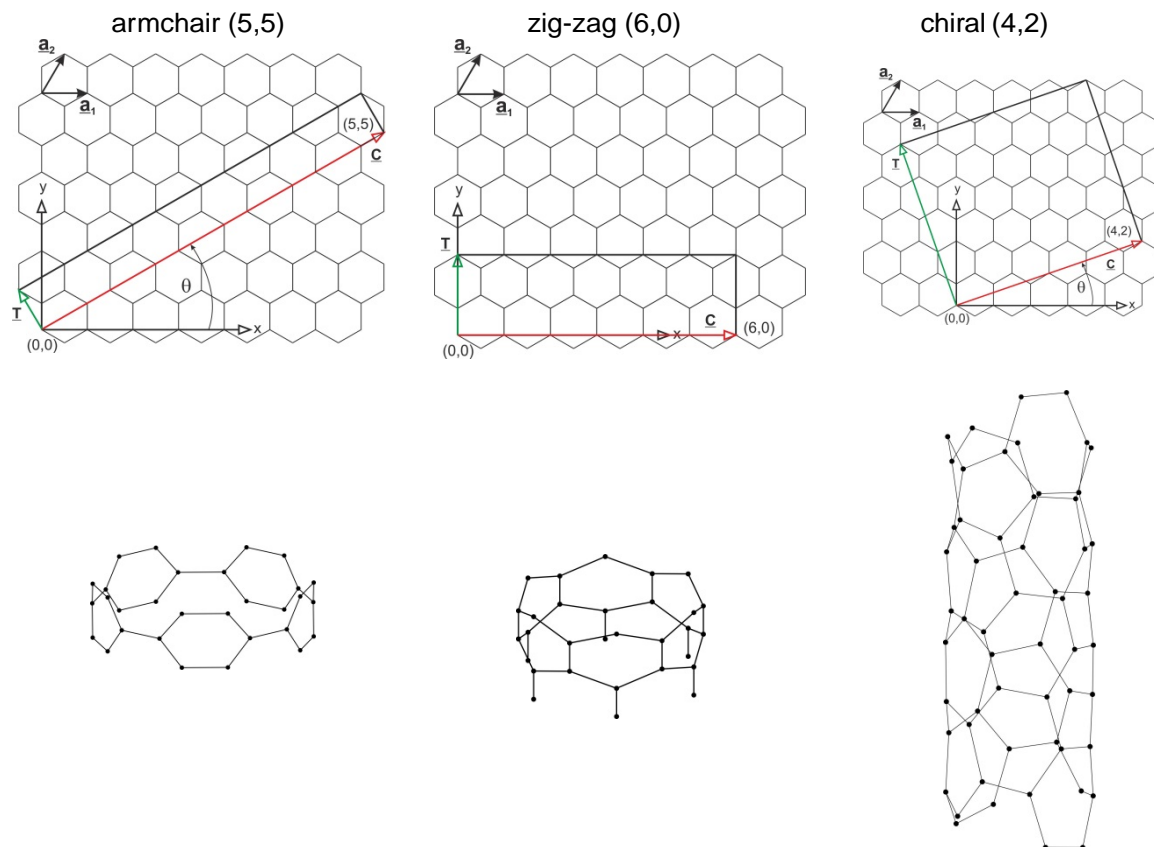 armchair (5,5)
zig-zag (6,0)
chiral (4,2)
a₂
a₁
(5,5)
C
y
T
θ
x
(0,0)
a₂
a₁
y
T
C
x
(6,0)
(0,0)
a₂
a₁
T
y
(4,2)
C
θ
x
(0,0)